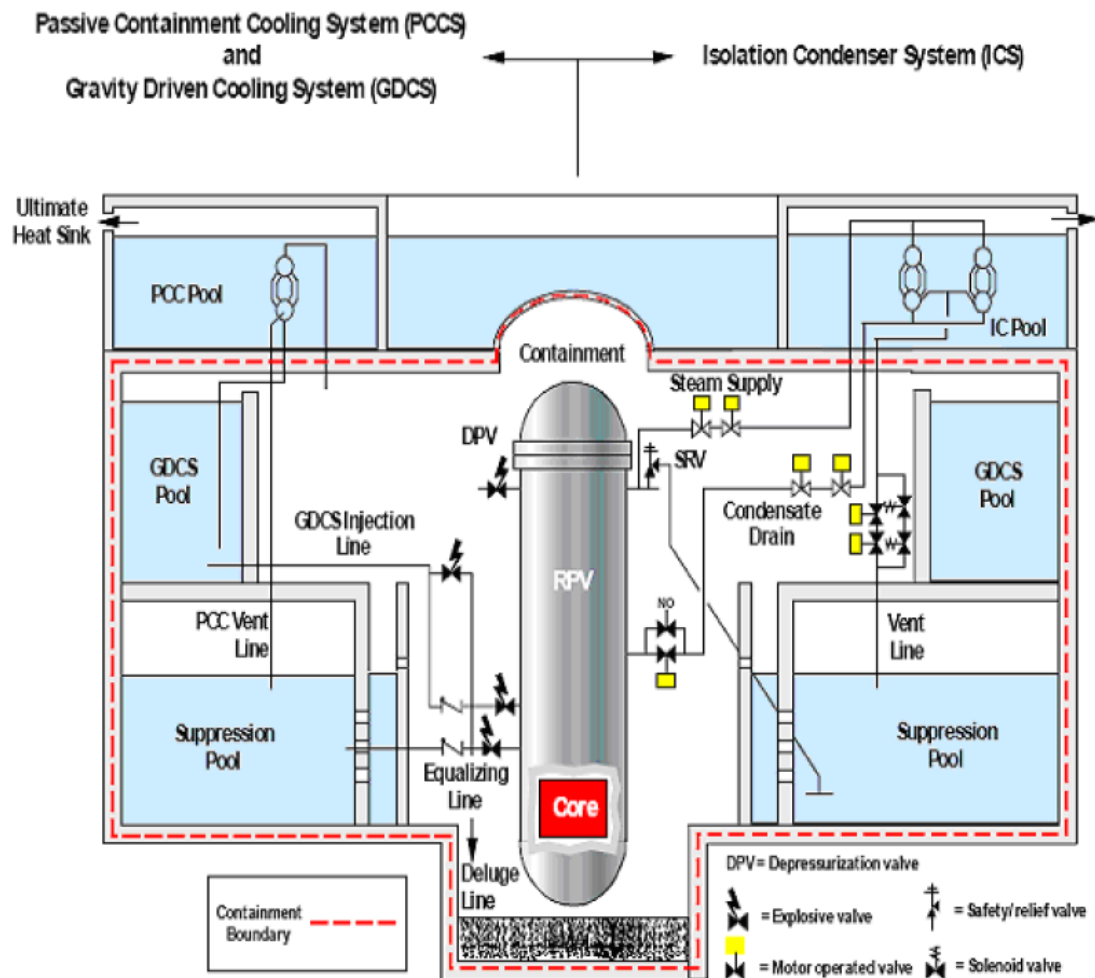 Passive Containment Cooling System (PCCS)
and
Gravity Driven Cooling System (GDCS)
Isolation Condenser System (ICS)
Ultimate
Heat Sink
PCC Pool
IC Pool
Containment
Steam Supply
DPV
SRV
GDCS
Pool
GDCS
Pool
Condensate
Drain
GDCS Injection
Line
RPV
NO
PCC Vent
Line
Vent
Line
Suppression
Pool
Suppression
Pool
Equalizing
Line
Core
Deluge
Line
DPV = Depressurization valve
Containment
Boundary
= Explosive valve
= Safety/relief valve
= Motor operated valve
= Solenoid valve